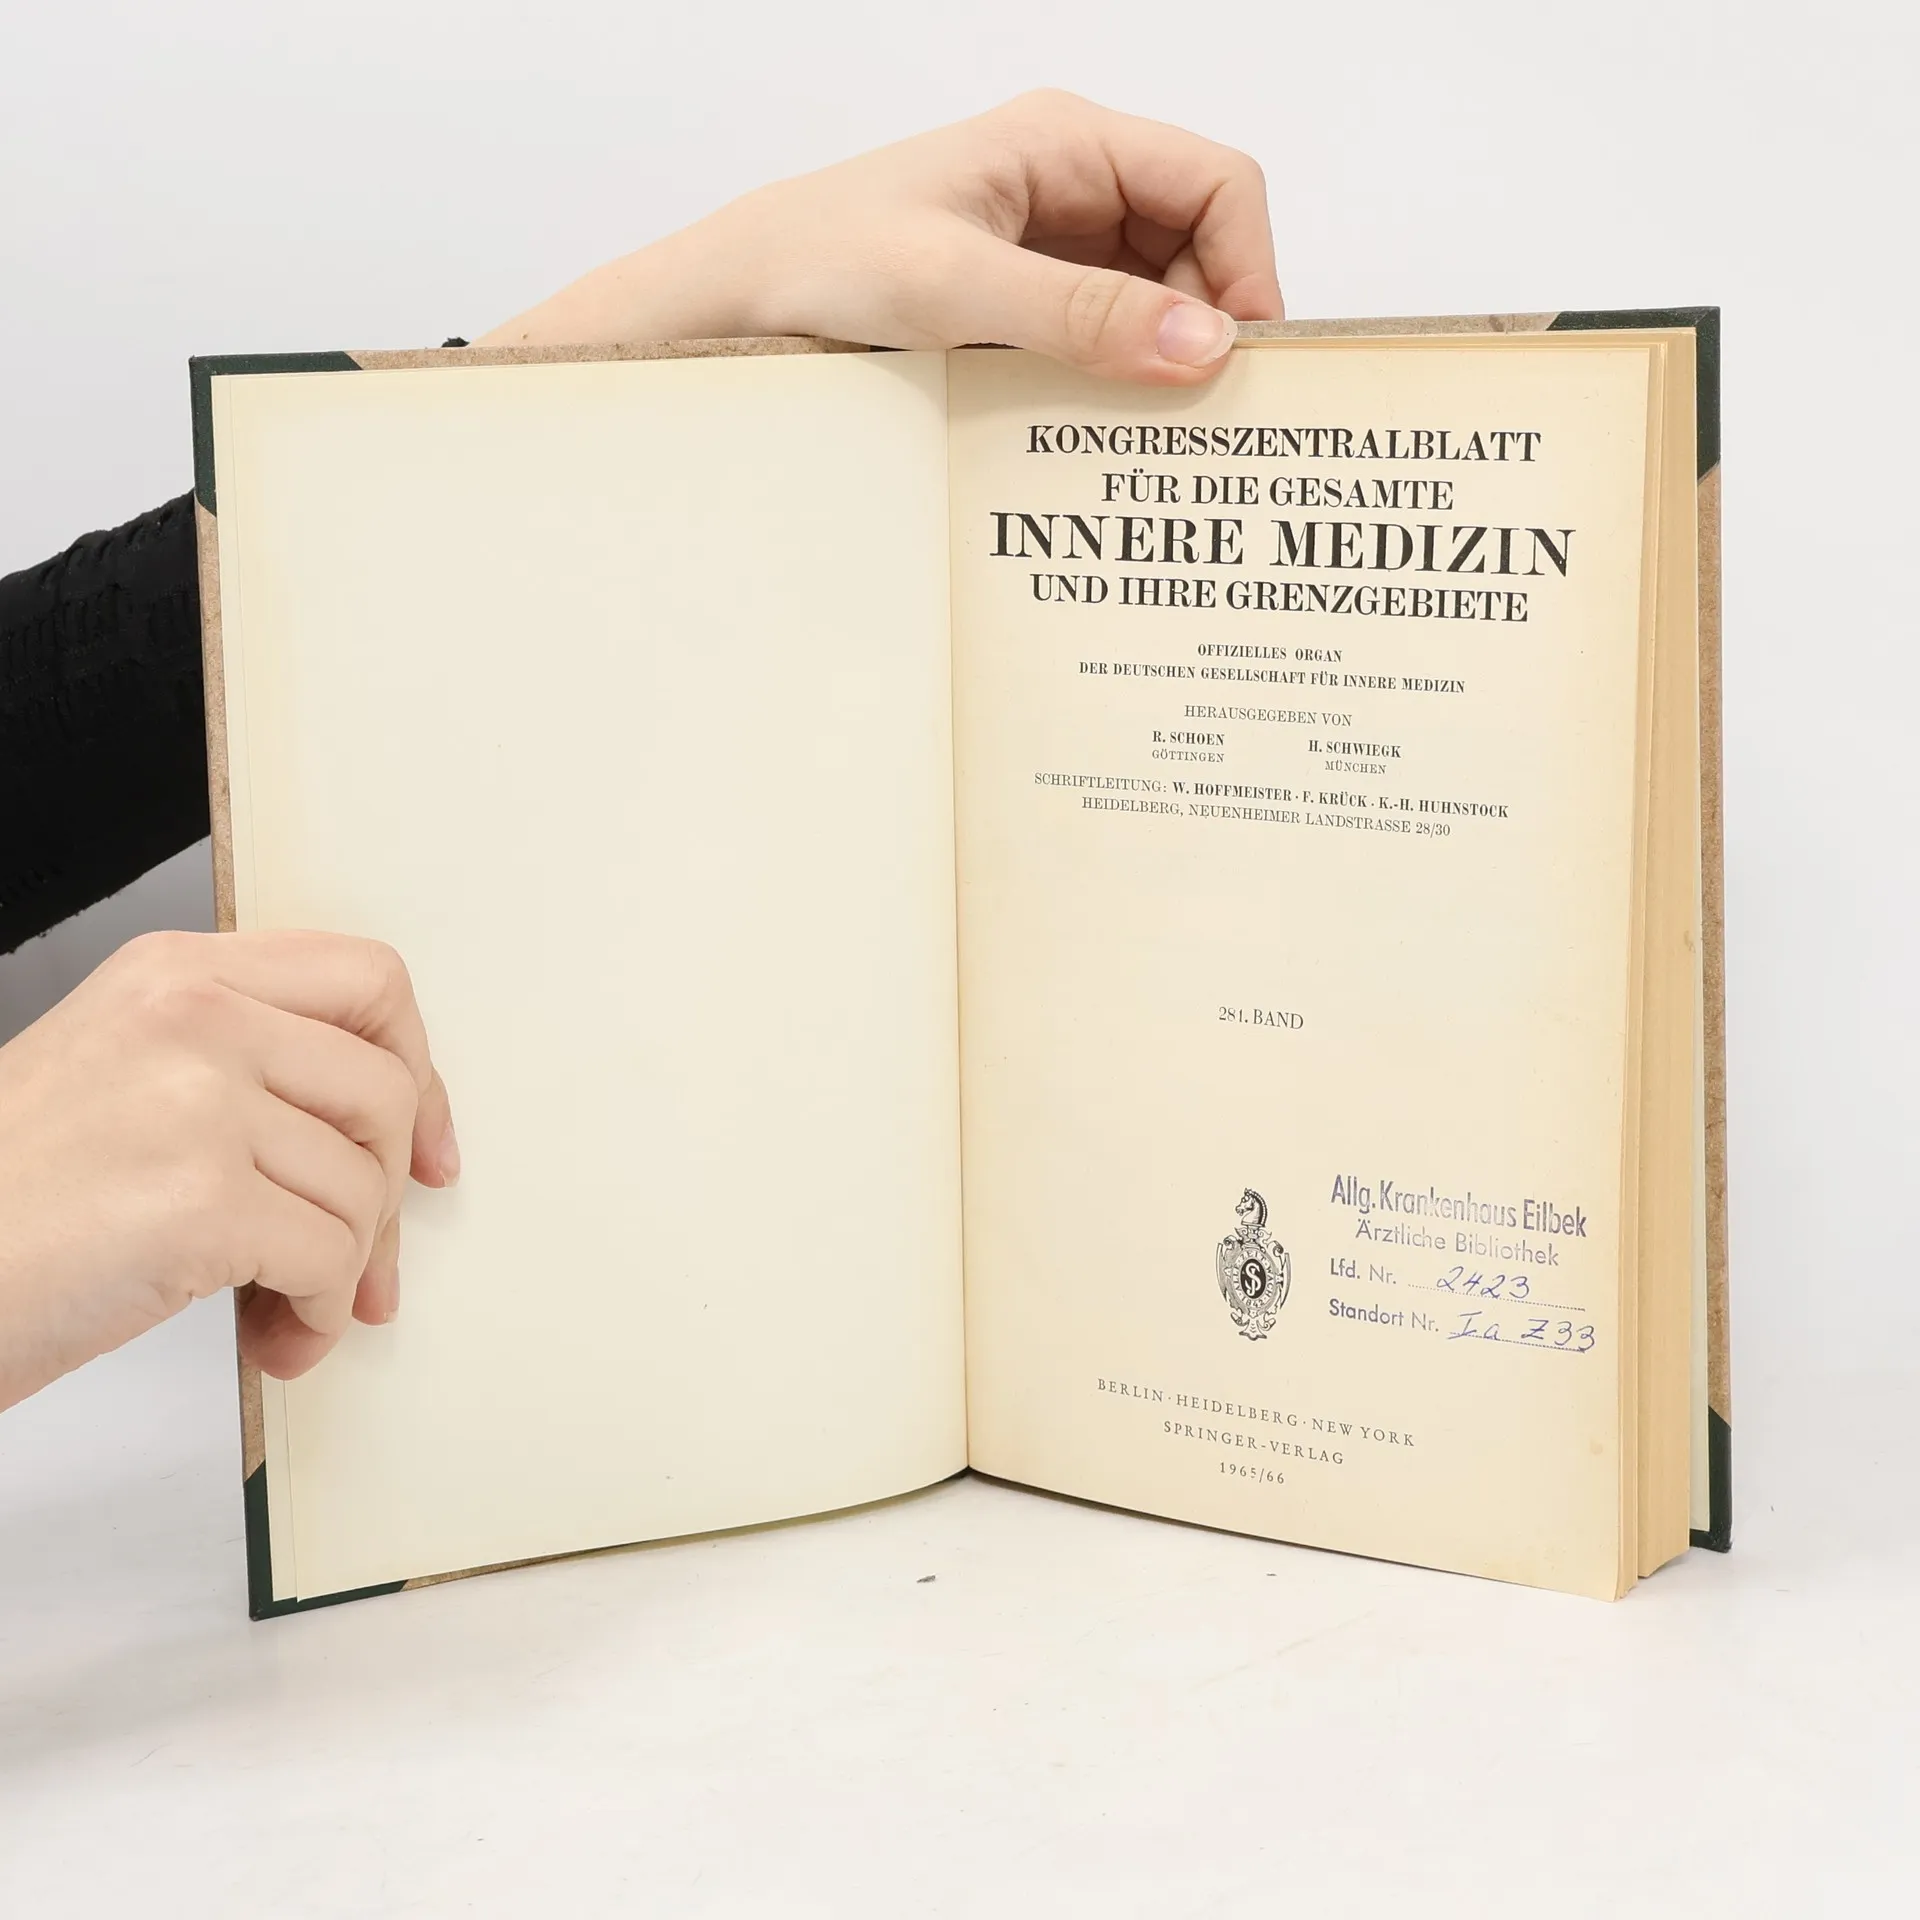 KONGRESSZENTRALBLATT
FÜR DIE GESAMTE
INNERE MEDIZIN
UND IHRE GRENZGEBIETE
OFFIZIELLES ORGAN
DER DEUTSCHEN GESELLSCHAFT FÜR INNERE MEDIZIN
HERAUSGEGEBEN VON
R. SCHOEN H. SCHWIEGK
GÖTTINGEN MÜNCHEN
SCHRIFTLEITUNG: W. HOFFMEISTER · F. KRÜCK · K.-H. HUHNSTOCK
HEIDELBERG, NEUENHEIMER LANDSTRASSE 28/30
281. BAND
Allg. Krankenhaus Eilbek
Ärztliche Bibliothek
Lfd. Nr. 2423
Standort Nr. I a Z 33
BERLIN · HEIDELBERG · NEW YORK
SPRINGER-VERLAG
1965/66